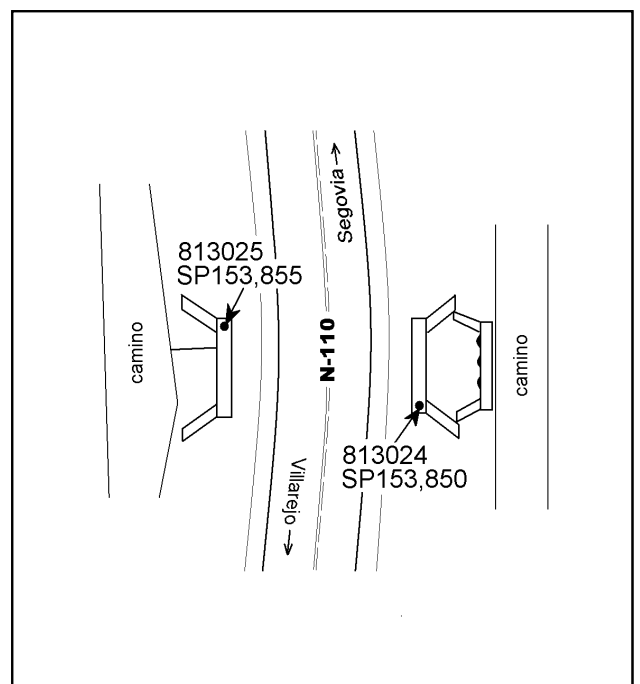 Segovia→
813025
SP153,855
camino
N-110
camino
813024
SP153,850
Villarejo→